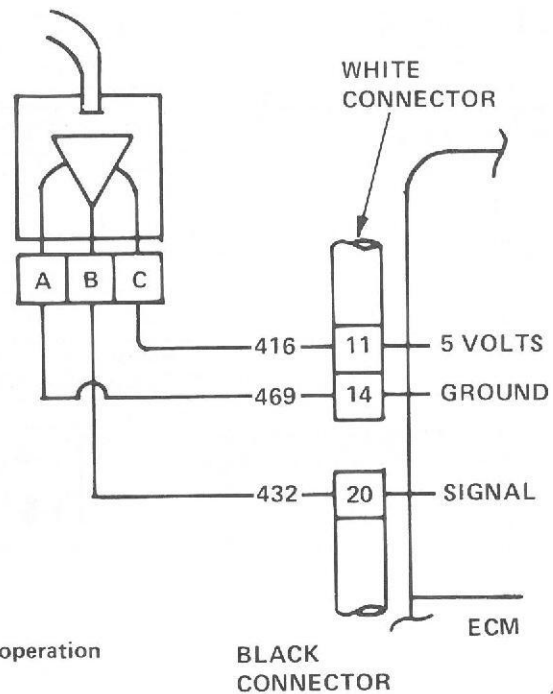 WHITE
CONNECTOR
A B C
416 11 5 VOLTS
469 14 GROUND
432 20 SIGNAL
ECM
operation
BLACK
CONNECTOR